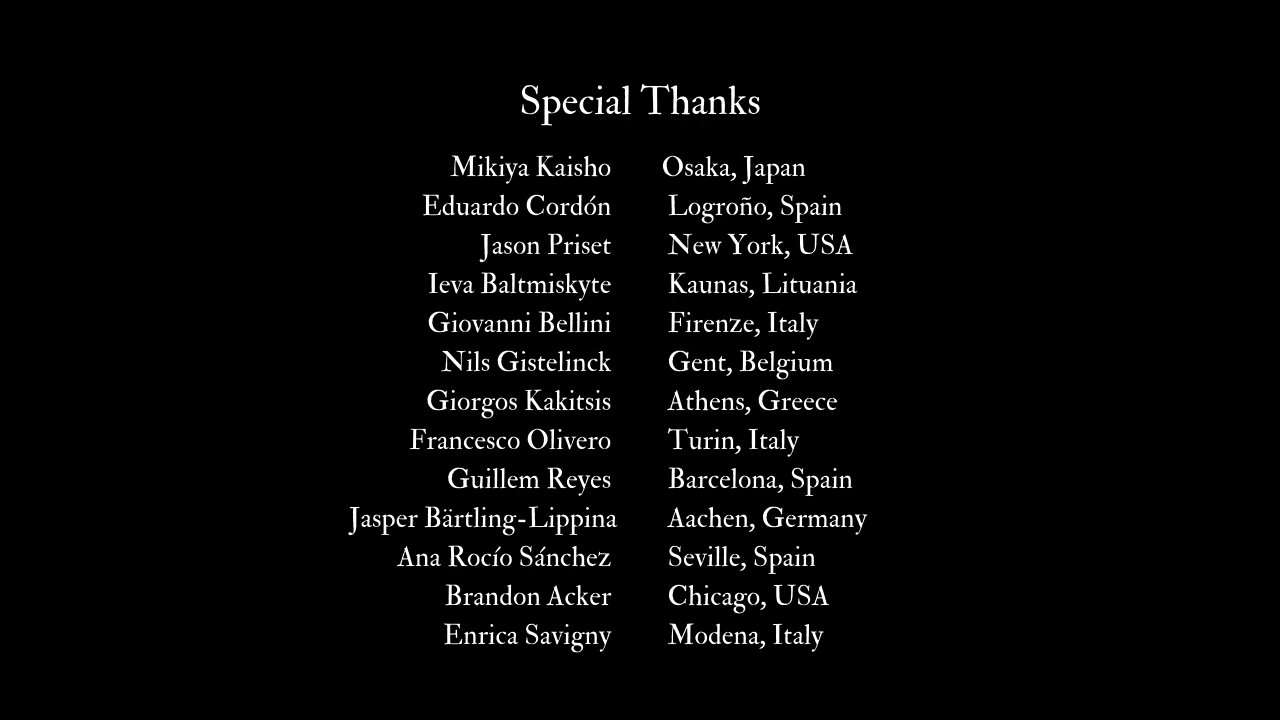 Special Thanks
Mikiya Kaisho Osaka, Japan
Eduardo Cordón Logroño, Spain
Jason Priset New York, USA
Ieva Baltmiskyte Kaunas, Lituania
Giovanni Bellini Firenze, Italy
Nils Gistelinck Gent, Belgium
Giorgos Kakitsis Athens, Greece
Francesco Olivero Turin, Italy
Guillem Reyes Barcelona, Spain
Jasper Bärtling-Lippina Aachen, Germany
Ana Rocío Sánchez Seville, Spain
Brandon Acker Chicago, USA
Enrica Savigny Modena, Italy